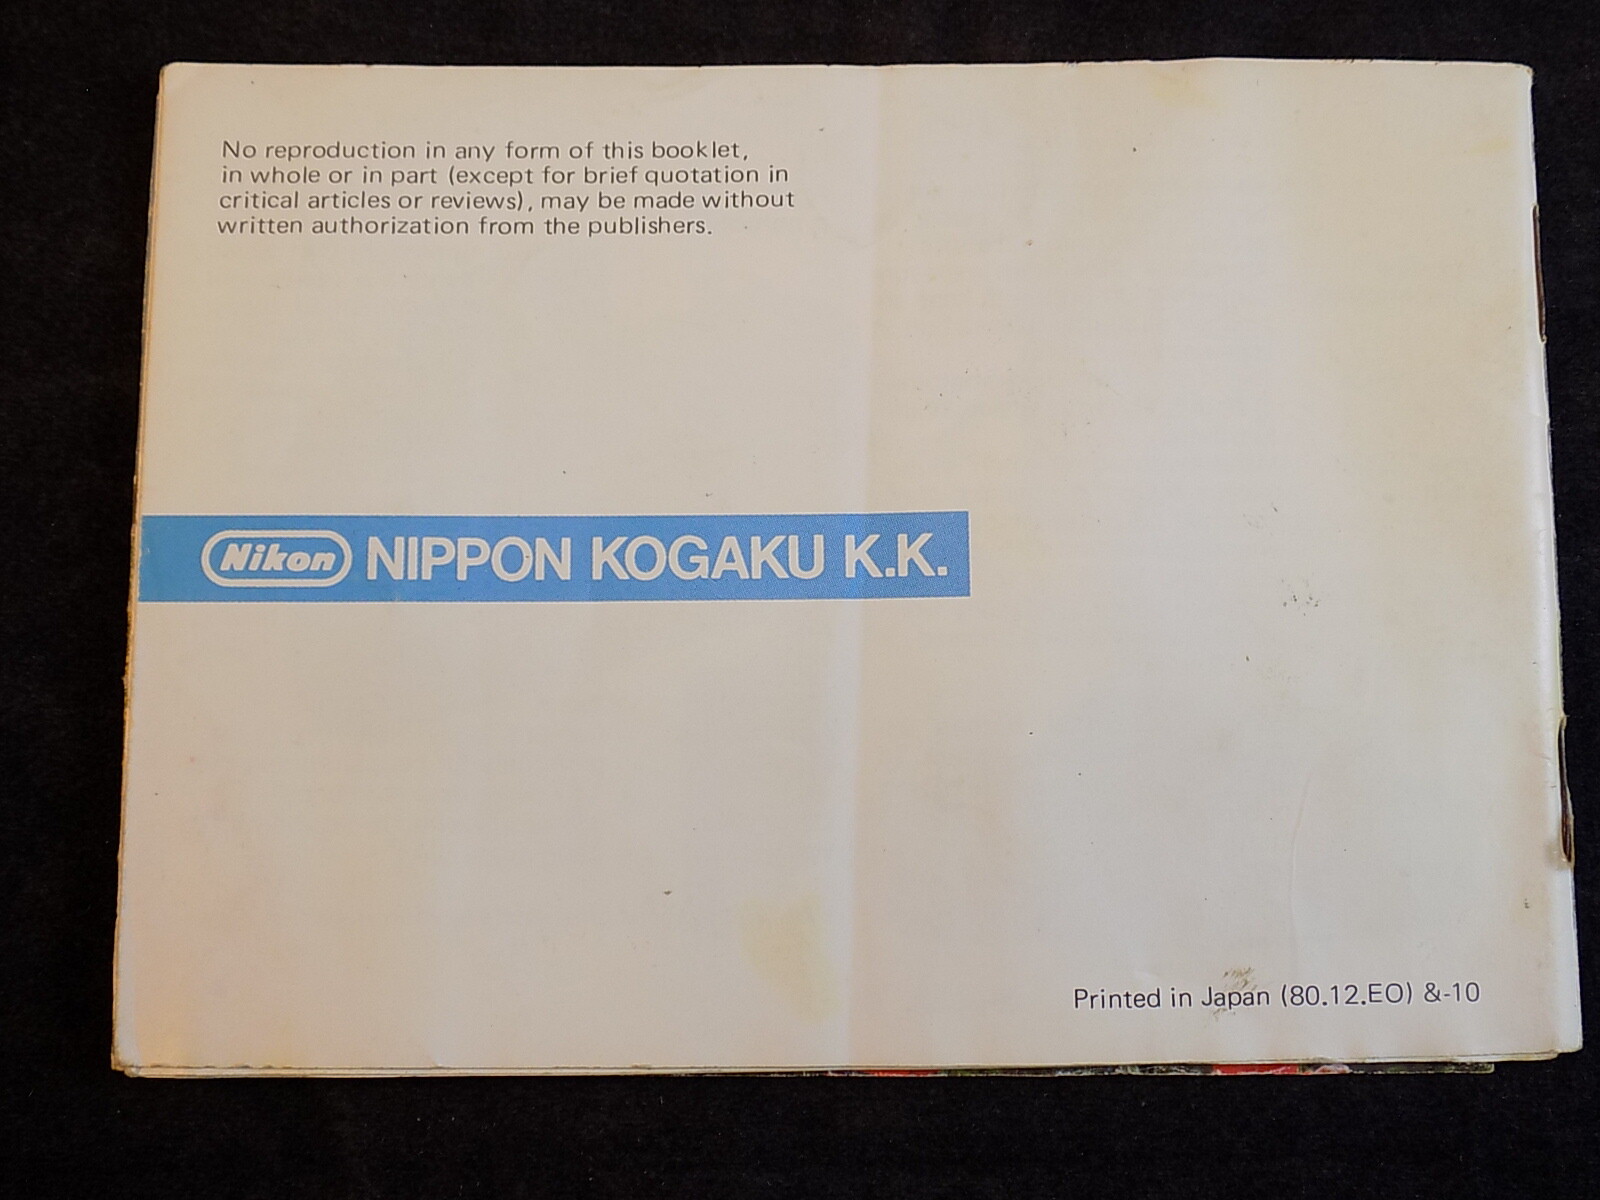 No reproduction in any form of this booklet,
in whole or in part (except for brief quotation in
critical articles or reviews), may be made without
written authorization from the publishers.
Nikon NIPPON KOGAKU K.K.
Printed in Japan (80.12.EO) &-10